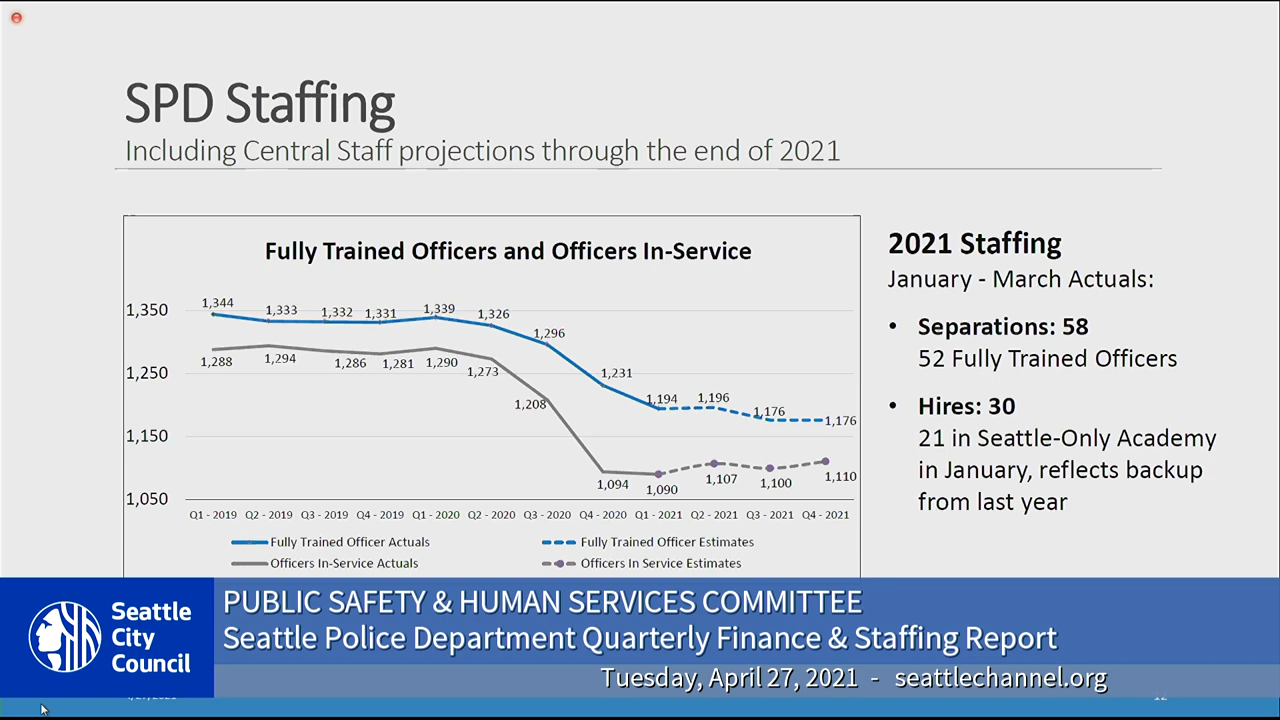 SPD Staffing
Including Central Staff projections through the end of 2021
Fully Trained Officers and Officers In-Service
1,350
1,250
1,150
1,050
1,344
1,333
1,332
1,331
1,339
1,326
1,296
1,231
1,194
1,196
1,176
1,176
1,288
1,294
1,286
1,281
1,290
1,273
1,208
1,094
1,090
1,107
1,100
1,110
Q1 - 2019 Q2 - 2019 Q3 - 2019 Q4 - 2019 Q1 - 2020 Q2 - 2020 Q3 - 2020 Q4 - 2020 Q1 - 2021 Q2 - 2021 Q3 - 2021 Q4 - 2021
Fully Trained Officer Actuals
Fully Trained Officer Estimates
Officers In-Service Actuals
Officers In Service Estimates
2021 Staffing
January - March Actuals:
• Separations: 58
52 Fully Trained Officers
• Hires: 30
21 in Seattle-Only Academy
in January, reflects backup
from last year
Seattle
City
Council
PUBLIC SAFETY & HUMAN SERVICES COMMITTEE
Seattle Police Department Quarterly Finance & Staffing Report
Tuesday, April 27, 2021 - seattlechannel.org